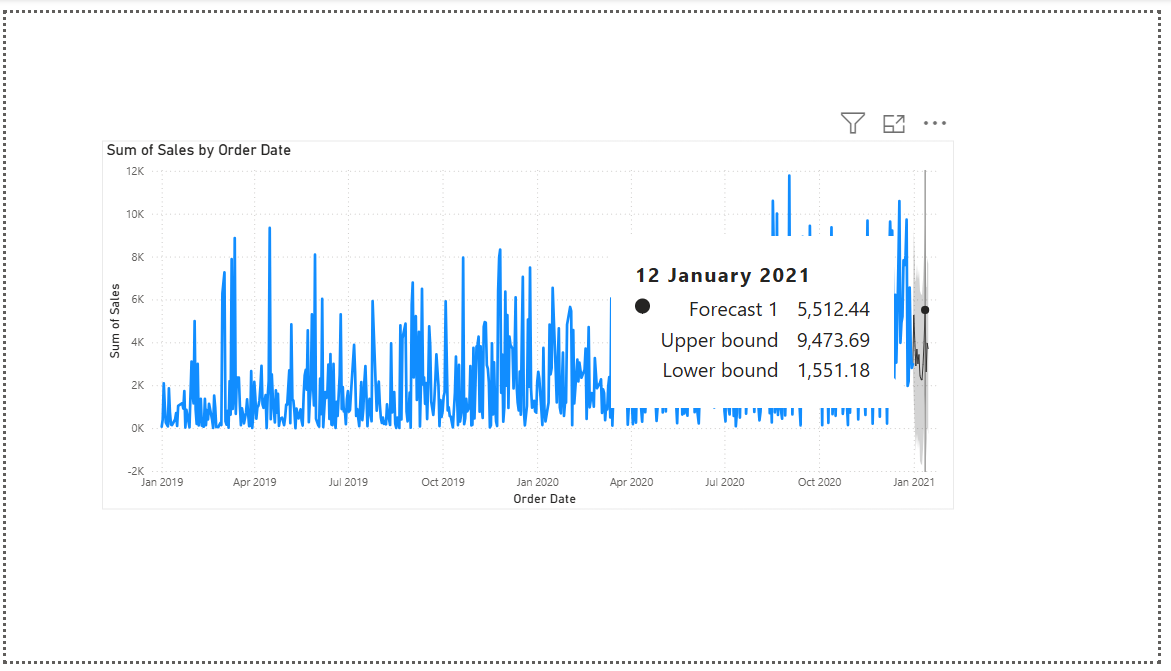 Sum of Sales by Order Date
12K
10K
8K
6K
4K
2K
0K
-2K
Sum of Sales
12 January 2021
Forecast 1 5,512.44
Upper bound 9,473.69
Lower bound 1,551.18
Jan 2019 Apr 2019 Jul 2019 Oct 2019 Jan 2020 Apr 2020 Jul 2020 Oct 2020 Jan 2021
Order Date